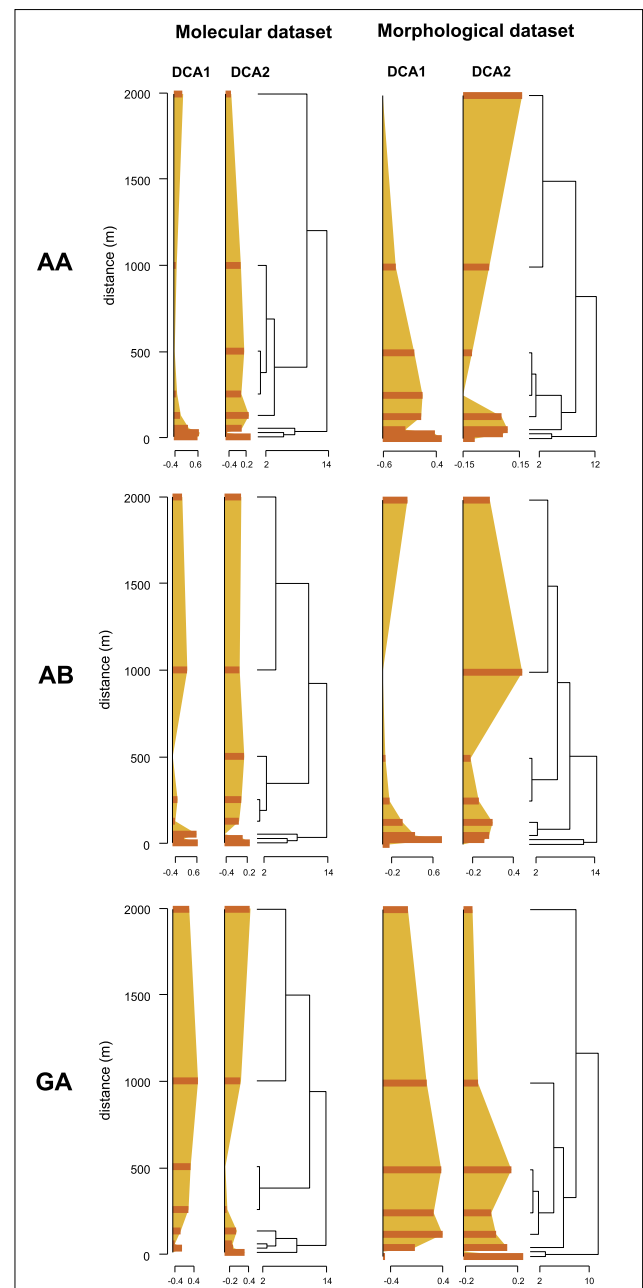 Molecular dataset Morphological dataset
DCA1 DCA2 DCA1 DCA2
AA
distance (m)
2000
1500
1000
500
0
-0.4 0.6 -0.4 0.2 2 14 -0.6 0.4 -0.15 0.15 2 12
AB
distance (m)
2000
1500
1000
500
0
-0.4 0.6 -0.4 0.2 2 14 -0.2 0.6 -0.2 0.4 2 14
GA
distance (m)
2000
1500
1000
500
0
-0.4 0.4 -0.4 0.2 2 14 -0.4 0.4 -0.2 0.2 2 10